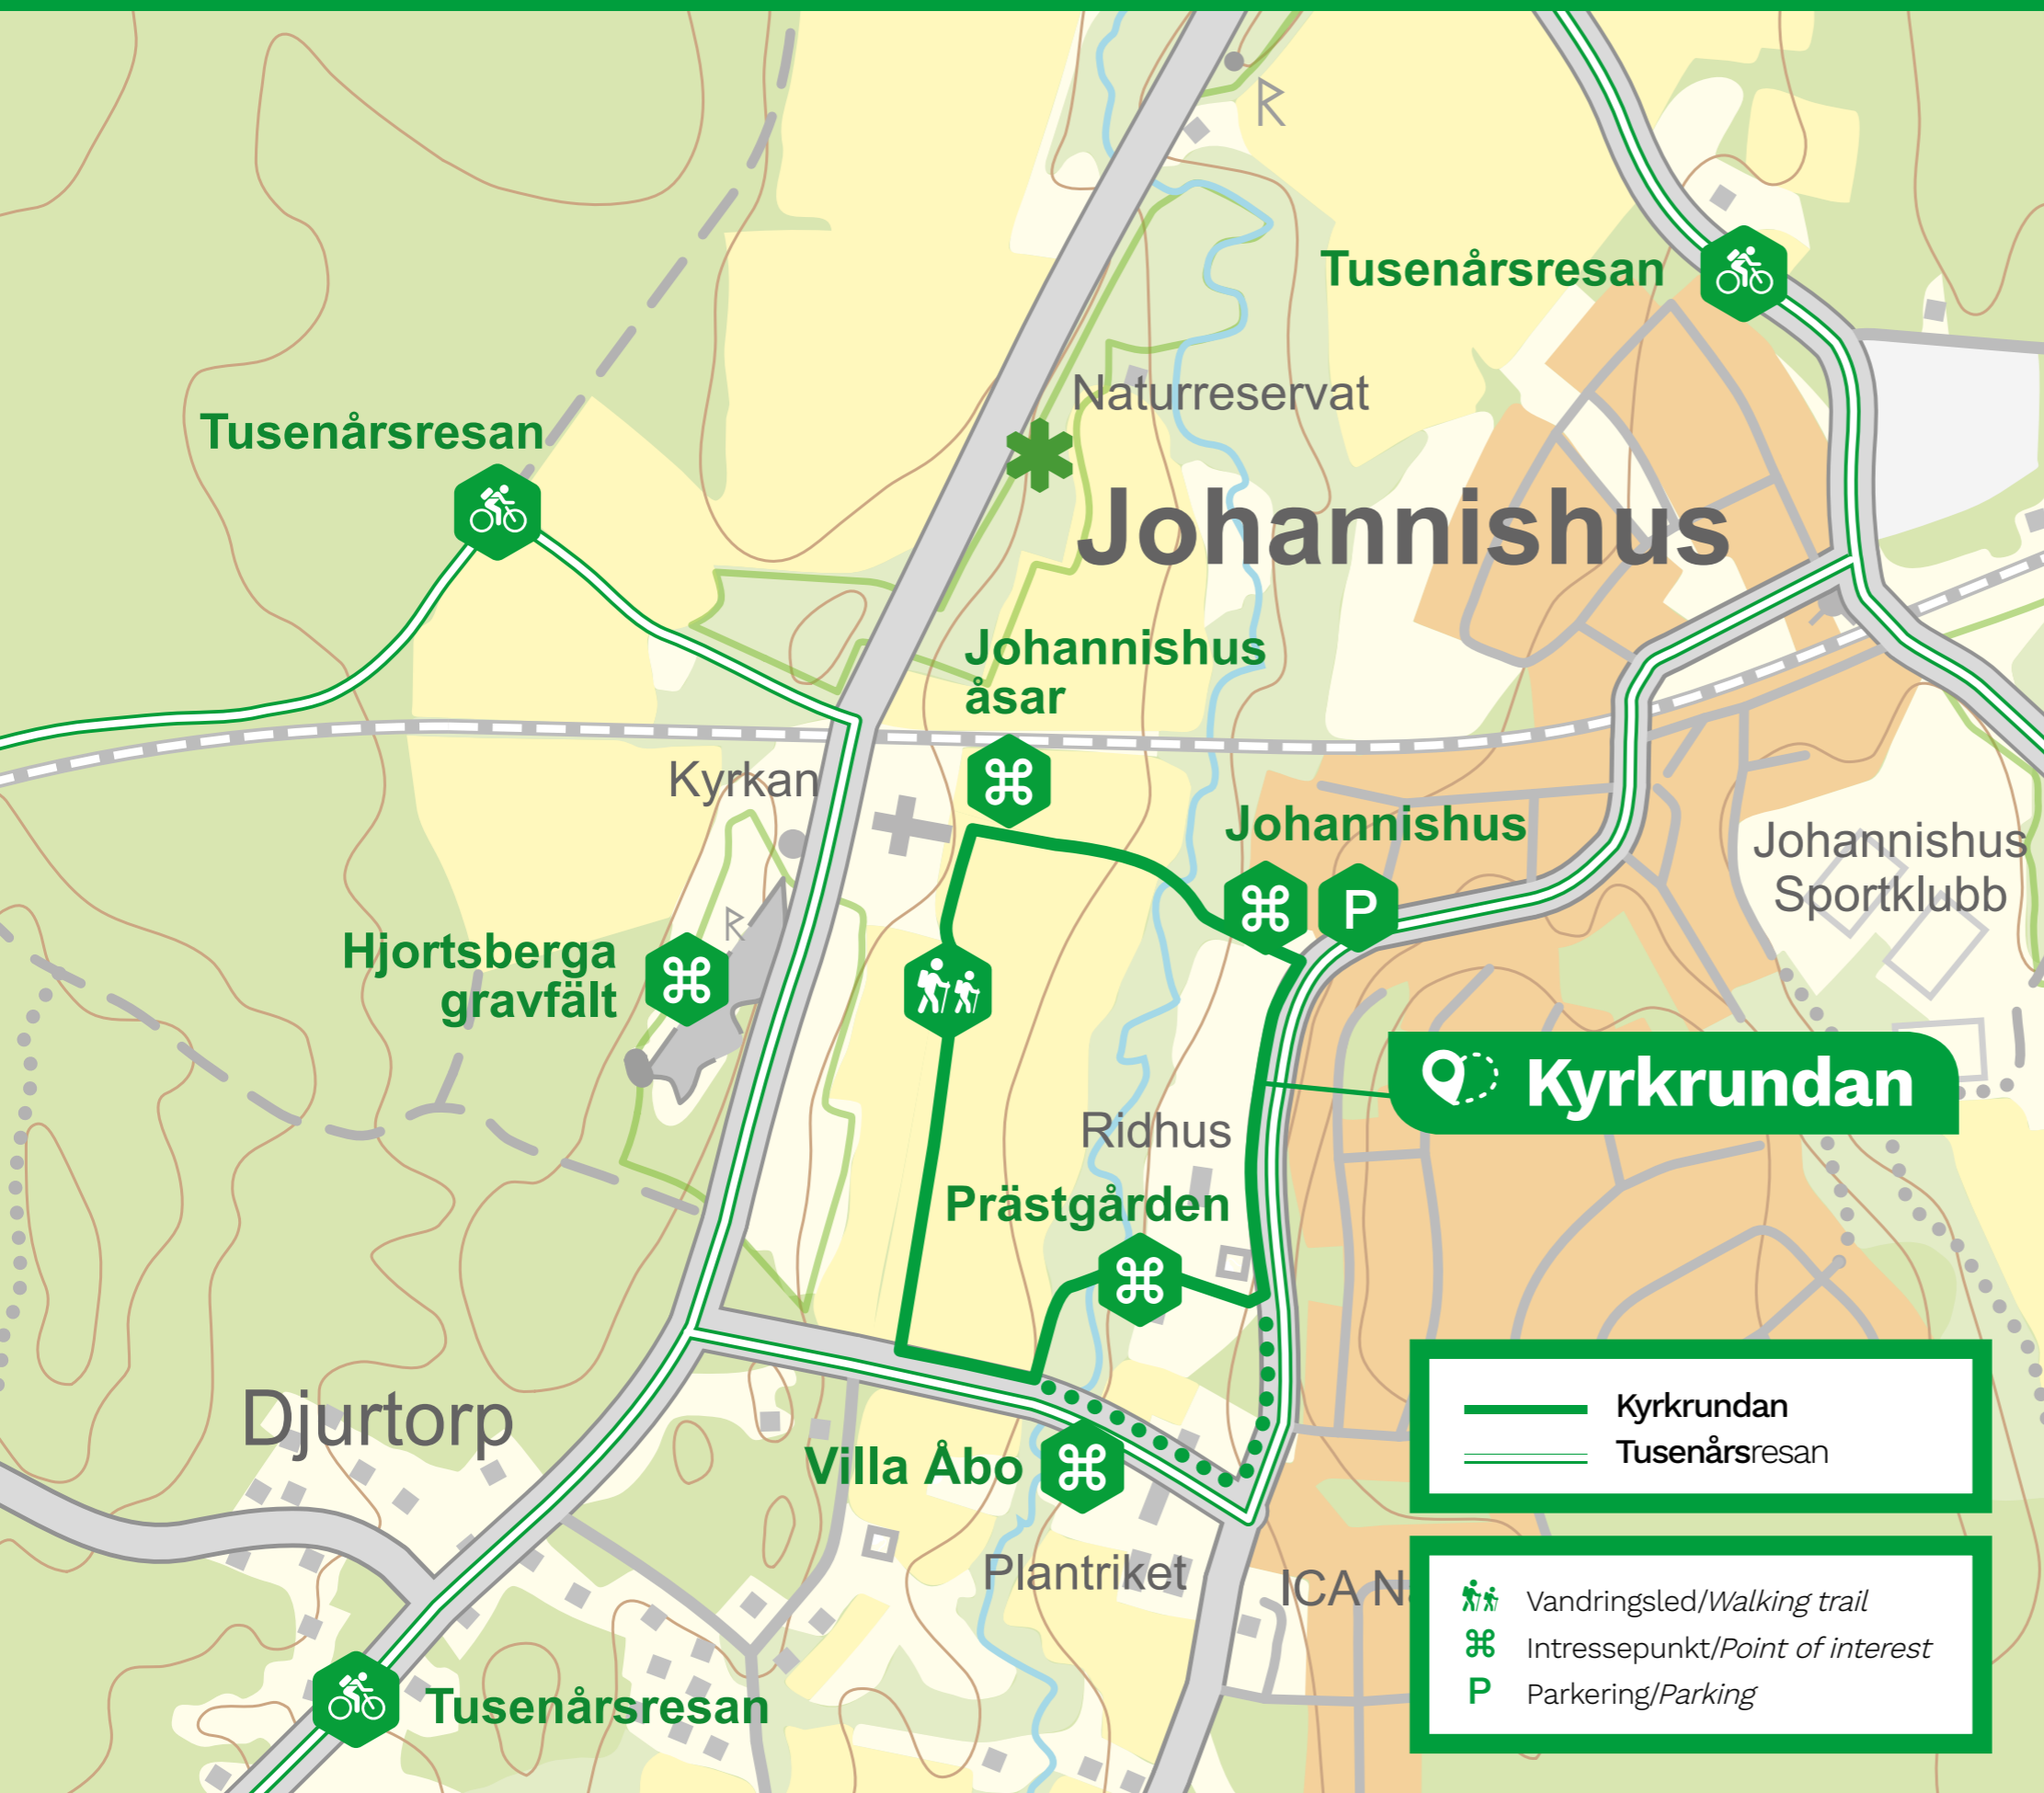 Tusenårsresan
Naturreservat
Tusenårsresan
Johannishus
Johannishus
åsar
Kyrkan
Johannishus
P
Johannishus
Sportklubb
Hjortsberga
gravfält
Kyrkrundan
Ridhus
Prästgården
Djurtorp
Villa Åbo
Plantriket
ICA
Tusenårsresan
Kyrkrundan
Tusenårsresan
Vandringsled/Walking trail
Intressepunkt/Point of interest
P Parkering/Parking